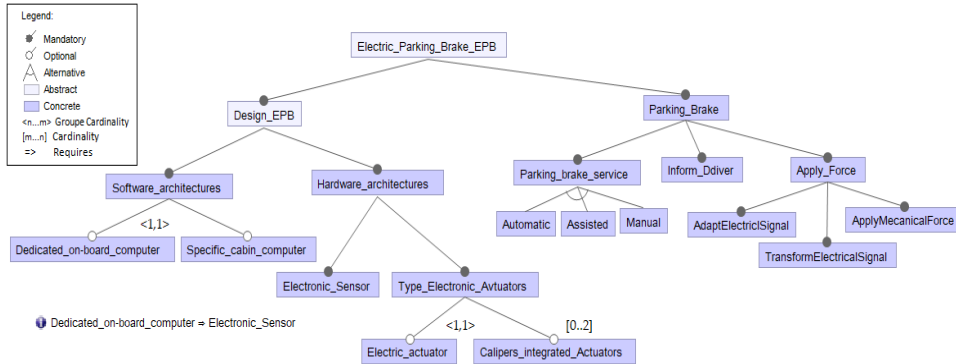 Legend:
Mandatory
Optional
Alternative
Abstract
Concrete
<n...m> Groupe Cardinality
[m...n] Cardinality
=> Requires
Electric_Parking_Brake_EPB
Design_EPB
Parking_Brake
Software_architectures
Hardware_architectures
Parking_brake_service
Inform_Ddiver
Apply_Force
<1,1>
Automatic
Assisted
Manual
AdaptElectriclSignal
ApplyMecanicalForce
Dedicated_on-board_computer
Specific_cabin_computer
TransformElectricalSignal
Electronic_Sensor
Type_Electronic_Avtuators
Dedicated_on-board_computer ⇒ Electronic_Sensor
<1,1>
[0..2]
Electric_actuator
Calipers_integrated_Actuators